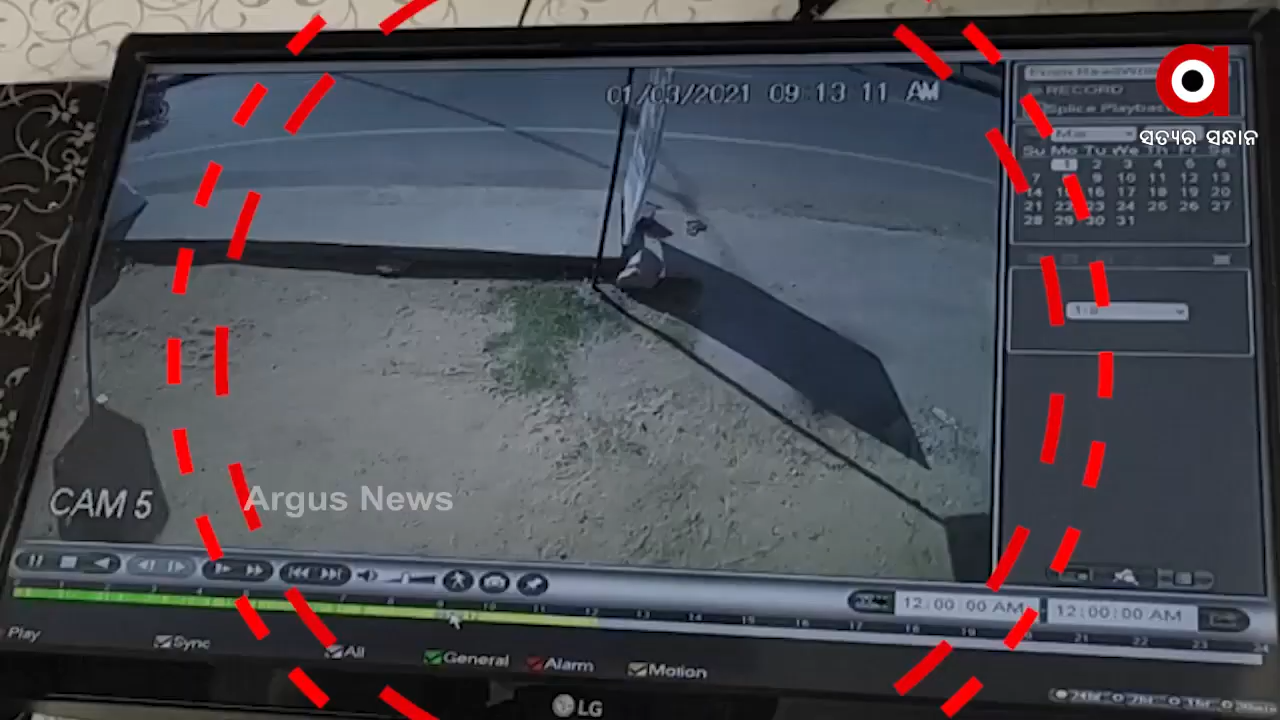 01/03/2021 09:13 11 AM
RECORD
Splice Playback
ସତ୍ୟର ସନ୍ଧାନ
Mar
Su Mo Tu We Th Fr Sa
1 2 3 4 5 6
7 8 9 10 11 12 13
14 15 16 17 18 19 20
21 22 23 24 25 26 27
28 29 30 31
CAM 5
Argus News
12:00:00 AM - 12:00:00 AM
Play
Sync
All
General
Alarm
Motion
LG